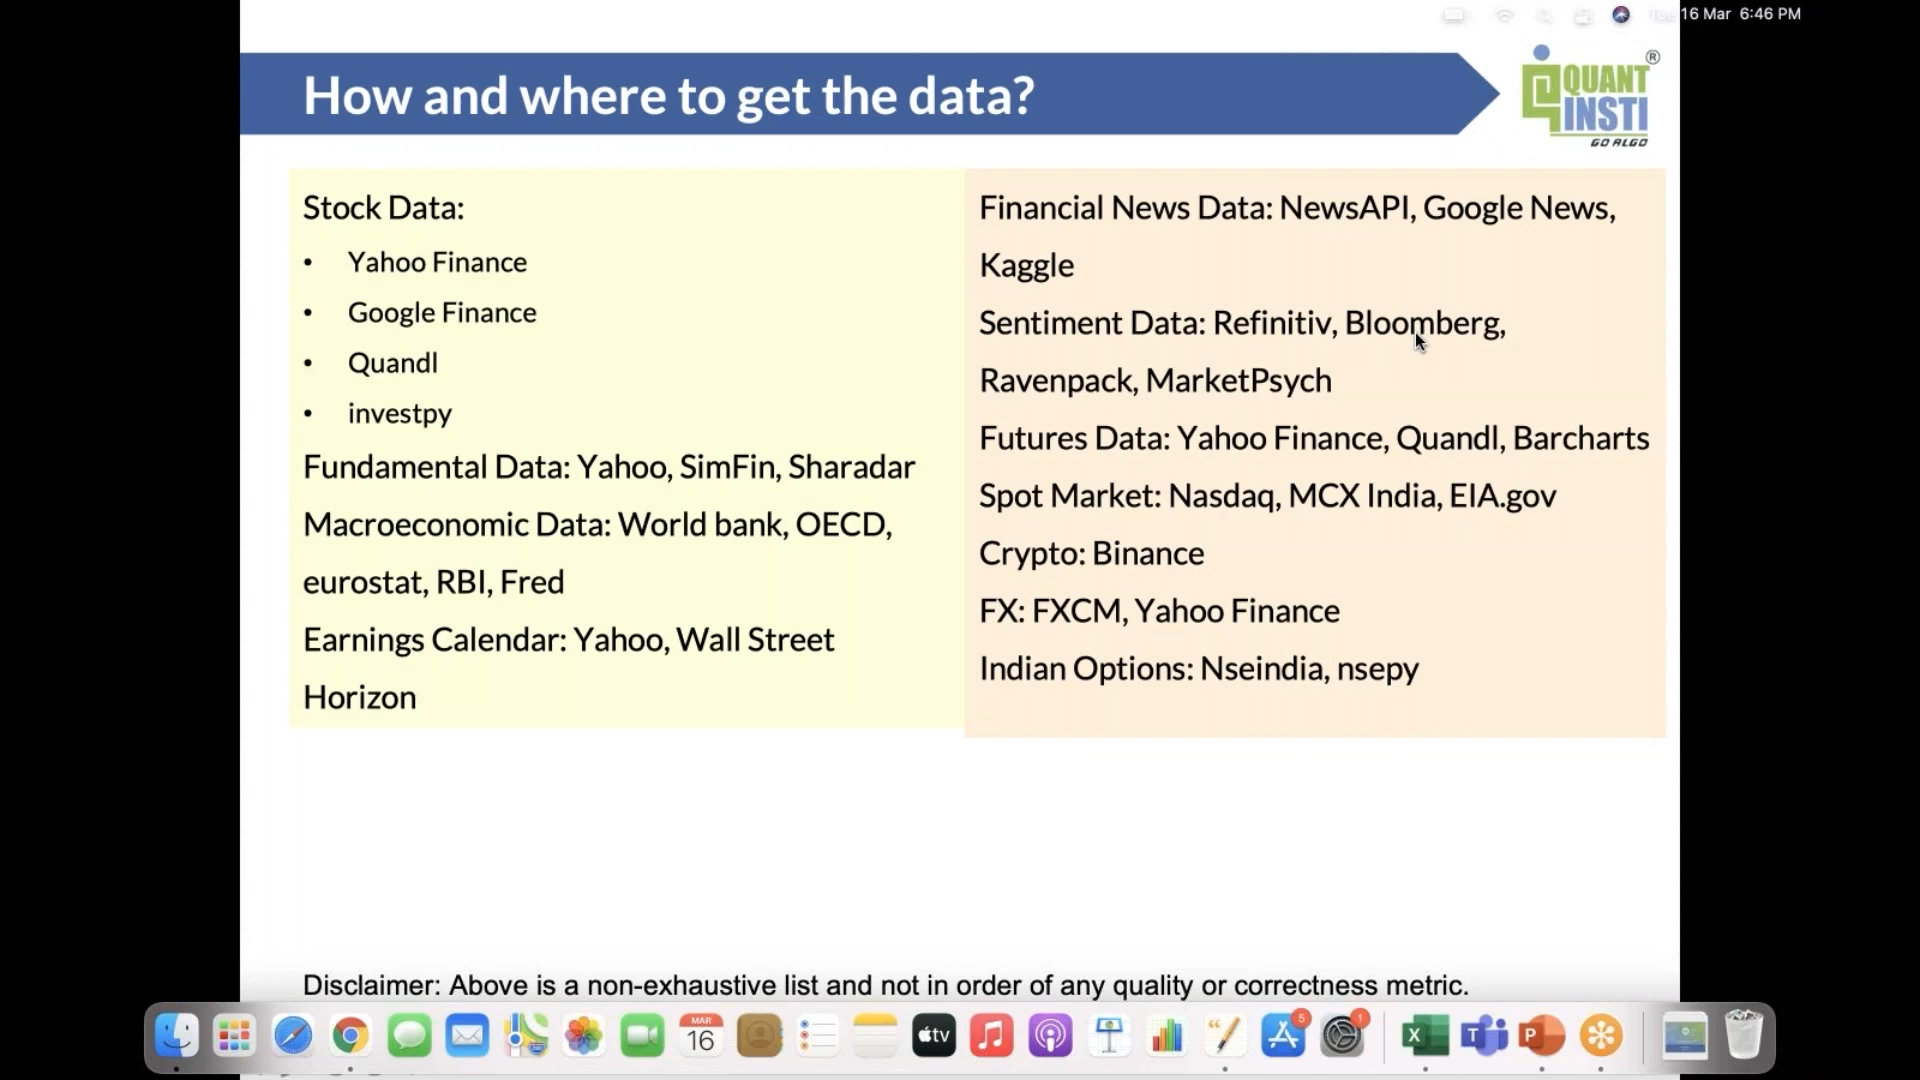 16 Mar 6:46 PM
How and where to get the data?
®
QUANT
INSTI
GO ALGO
Stock Data:
• Yahoo Finance
• Google Finance
• Quandl
• investpy
Fundamental Data: Yahoo, SimFin, Sharadar
Macroeconomic Data: World bank, OECD,
eurostat, RBI, Fred
Earnings Calendar: Yahoo, Wall Street
Horizon
Financial News Data: NewsAPI, Google News,
Kaggle
Sentiment Data: Refinitiv, Bloomberg,
Ravenpack, MarketPsych
Futures Data: Yahoo Finance, Quandl, Barcharts
Spot Market: Nasdaq, MCX India, EIA.gov
Crypto: Binance
FX: FXCM, Yahoo Finance
Indian Options: Nseindia, nsepy
Disclaimer: Above is a non-exhaustive list and not in order of any quality or correctness metric.
MAR
16
tv
5
1
X
T
P